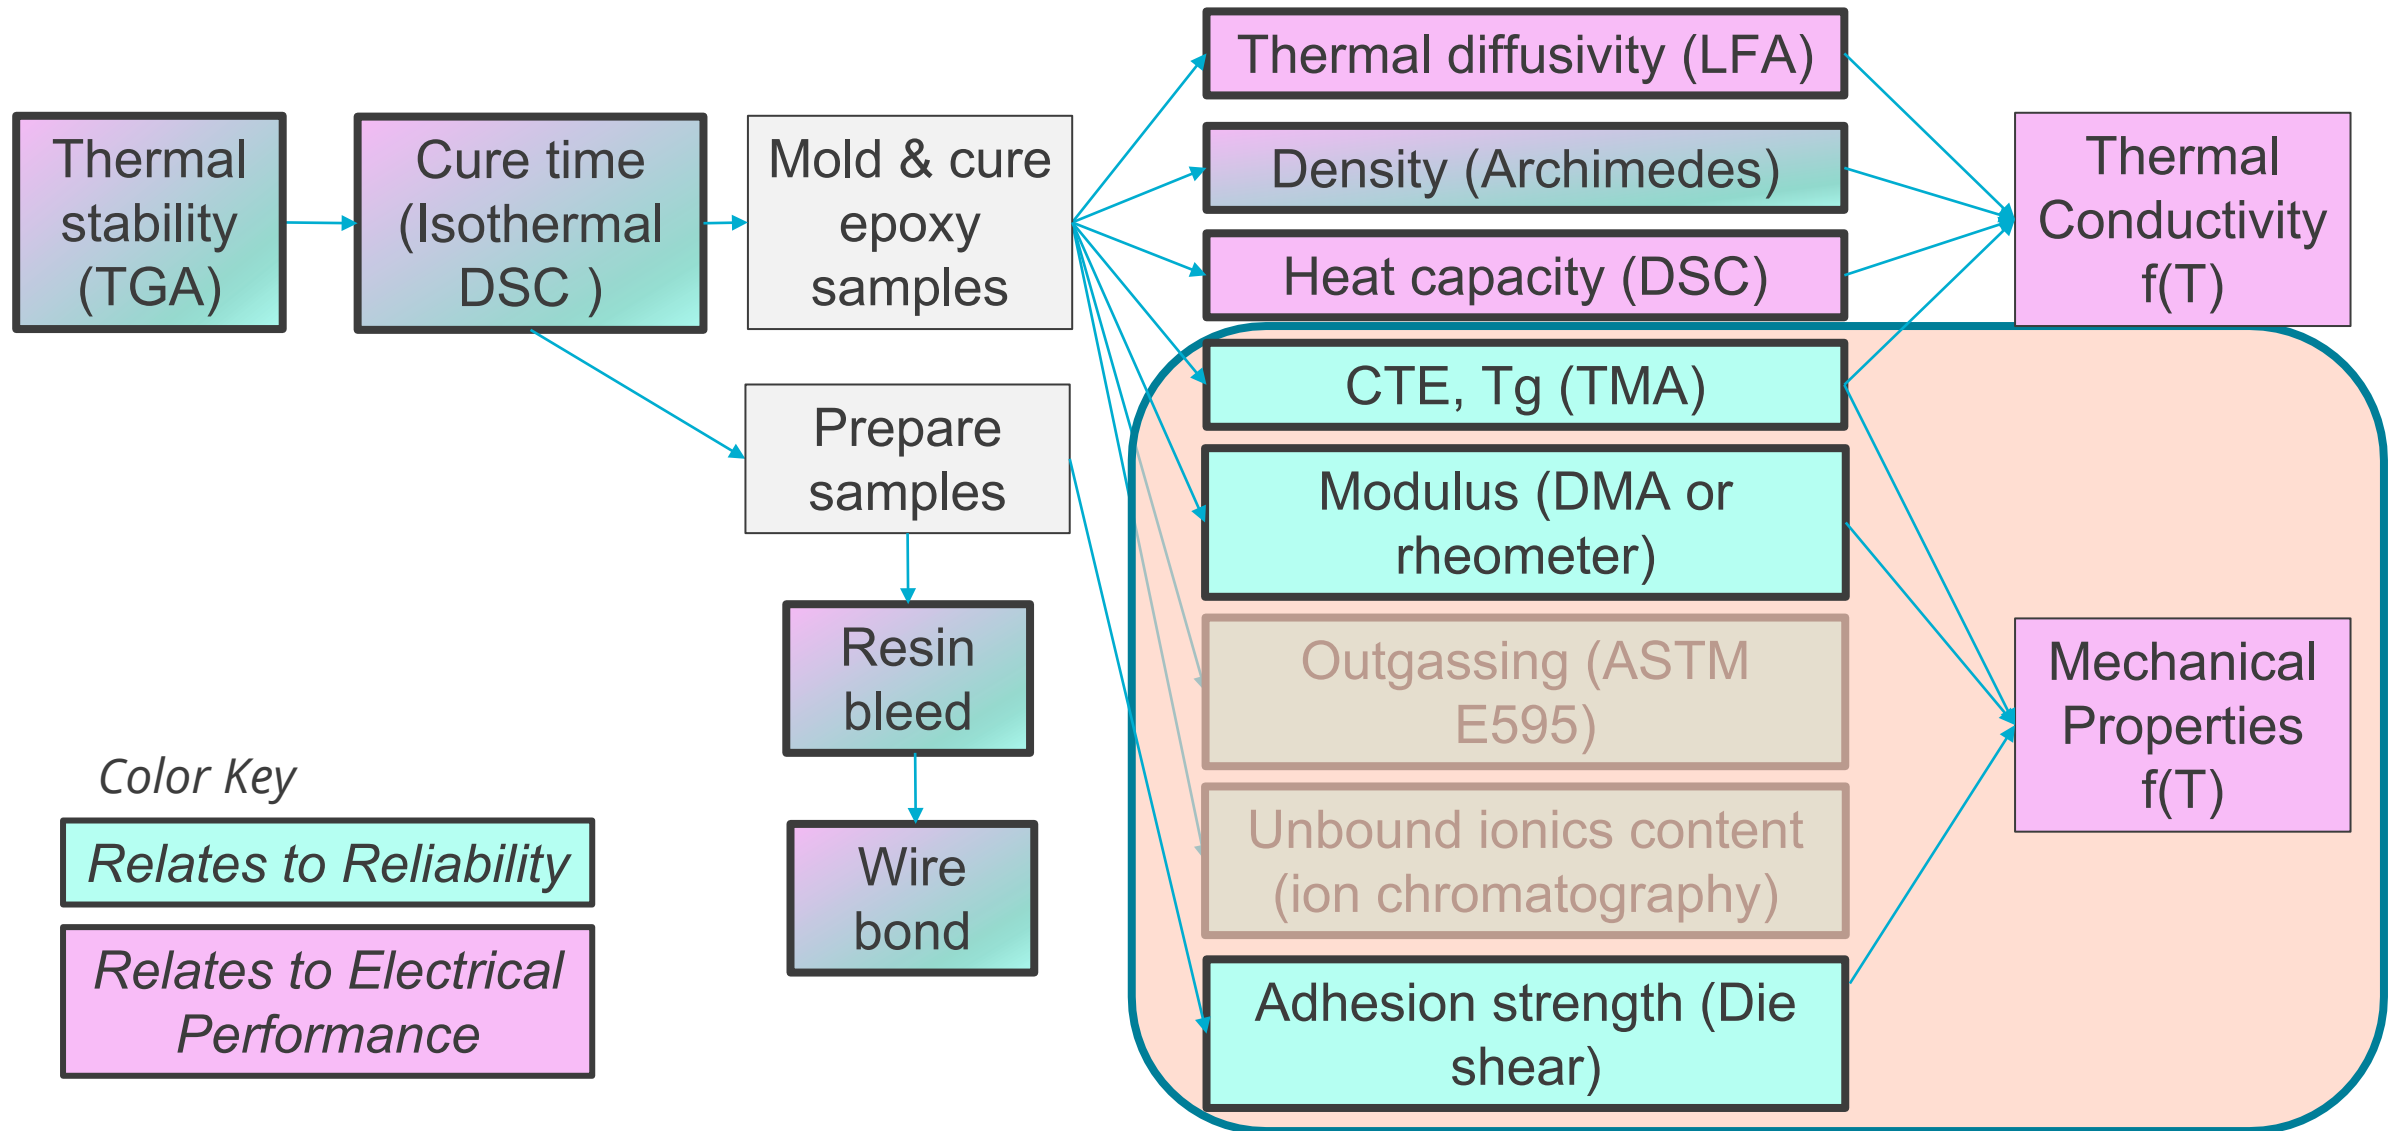 Thermal
stability
(TGA)
Cure time
(Isothermal
DSC )
Mold & cure
epoxy
samples
Prepare
samples
Resin
bleed
Wire
bond
Thermal diffusivity (LFA)
Density (Archimedes)
Heat capacity (DSC)
CTE, Tg (TMA)
Modulus (DMA or
rheometer)
Outgassing (ASTM
E595)
Unbound ionics content
(ion chromatography)
Adhesion strength (Die
shear)
Thermal
Conductivity
f(T)
Mechanical
Properties
f(T)
Color Key
Relates to Reliability
Relates to Electrical
Performance